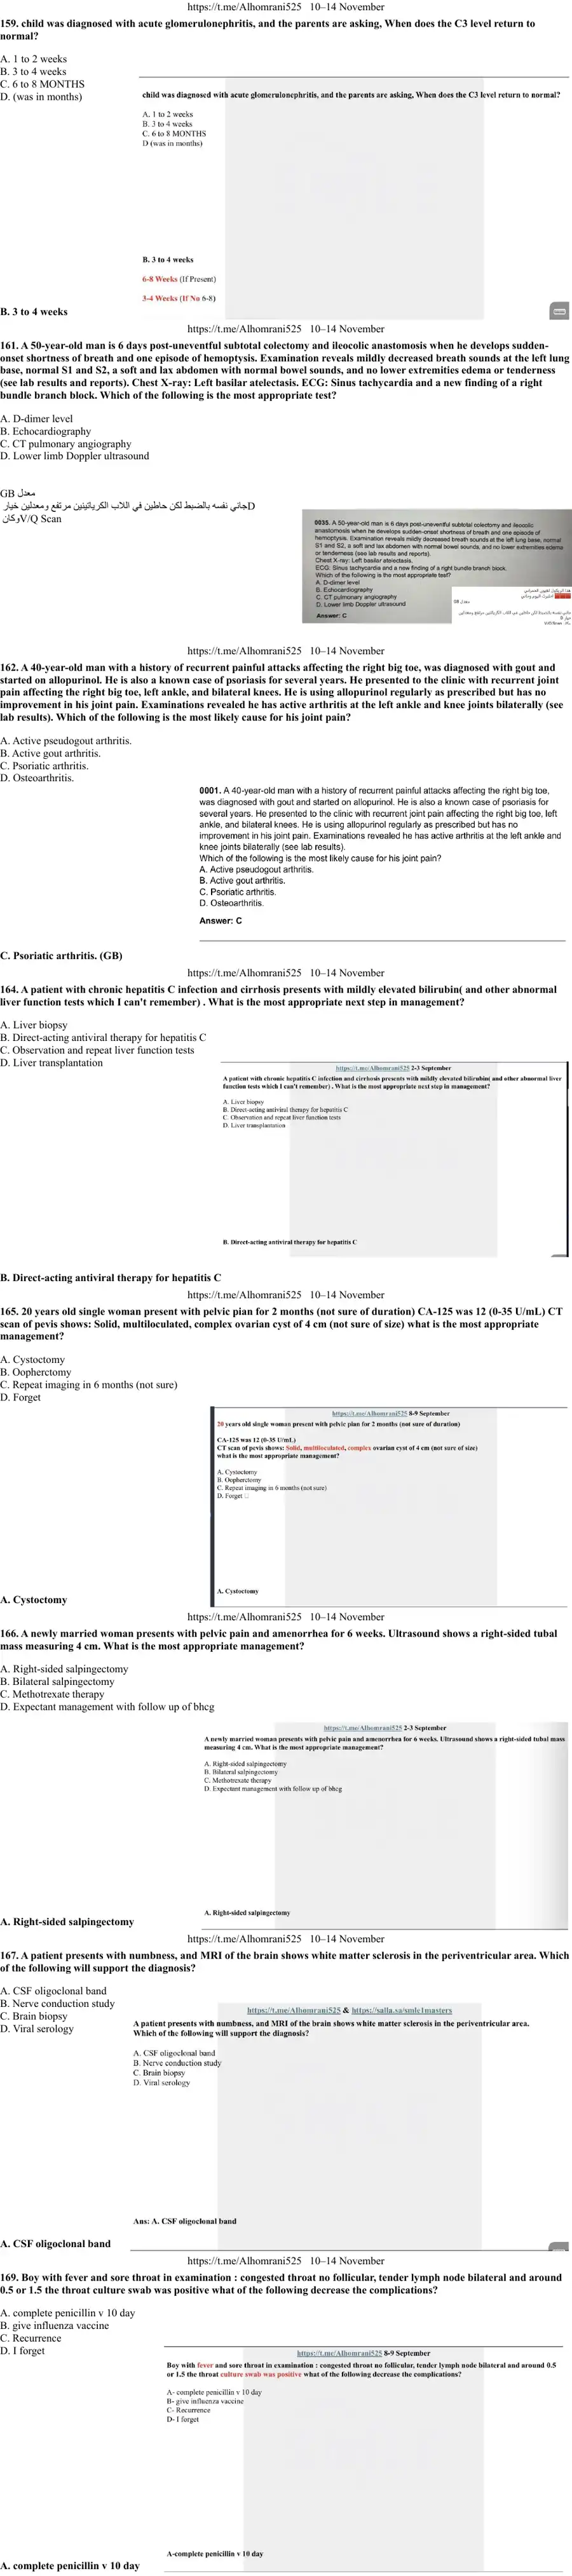 https://t.me/Alhomrani525 10–14 November
159. child was diagnosed with acute glomerulonephritis, and the parents are asking, When does the C3 level return to
normal?
A. 1 to 2 weeks
B. 3 to 4 weeks
C. 6 to 8 MONTHS
D. (was in months)
child was diagnosed with acute glomerulonephritis, and the parents are asking, When does the C3 level return to normal?
A. 1 to 2 weeks
B. 3 to 4 weeks
C. 6 to 8 MONTHS
D (was in months)
B. 3 to 4 weeks
6-8 Weeks (If Present)
3-4 Weeks (If No 6-8)
B. 3 to 4 weeks
https://t.me/Alhomrani525 10–14 November
161. A 50-year-old man is 6 days post-uneventful subtotal colectomy and ileocolic anastomosis when he develops sudden-
onset shortness of breath and one episode of hemoptysis. Examination reveals mildly decreased breath sounds at the left lung
base, normal S1 and S2, a soft and lax abdomen with normal bowel sounds, and no lower extremities edema or tenderness
(see lab results and reports). Chest X-ray: Left basilar atelectasis. ECG: Sinus tachycardia and a new finding of a right
bundle branch block. Which of the following is the most appropriate test?
A. D-dimer level
B. Echocardiography
C. CT pulmonary angiography
D. Lower limb Doppler ultrasound
معدل GB
جاني نفسه بالضبط لكن حاطين في اللاب الكرياتينين مرتفع ومعدلين خيار D
وكان V/Q Scan
0035. A 50-year-old man is 6 days post-uneventful subtotal colectomy and ileocolic
anastomosis when he develops sudden-onset shortness of breath and one episode of
hemoptysis. Examination reveals mildly decreased breath sounds at the left lung base, normal
S1 and S2, a soft and lax abdomen with normal bowel sounds, and no lower extremities edema
or tenderness (see lab results and reports).
Chest X-ray: Left basilar atelectasis.
ECG: Sinus tachycardia and a new finding of a right bundle branch block.
Which of the following is the most appropriate test?
A. D-dimer level
B. Echocardiography
C. CT pulmonary angiography
D. Lower limb Doppler ultrasound
Answer: C
معدل GB
https://t.me/Alhomrani525 10–14 November
162. A 40-year-old man with a history of recurrent painful attacks affecting the right big toe, was diagnosed with gout and
started on allopurinol. He is also a known case of psoriasis for several years. He presented to the clinic with recurrent joint
pain affecting the right big toe, left ankle, and bilateral knees. He is using allopurinol regularly as prescribed but has no
improvement in his joint pain. Examinations revealed he has active arthritis at the left ankle and knee joints bilaterally (see
lab results). Which of the following is the most likely cause for his joint pain?
A. Active pseudogout arthritis.
B. Active gout arthritis.
C. Psoriatic arthritis.
D. Osteoarthritis.
0001. A 40-year-old man with a history of recurrent painful attacks affecting the right big toe,
was diagnosed with gout and started on allopurinol. He is also a known case of psoriasis for
several years. He presented to the clinic with recurrent joint pain affecting the right big toe, left
ankle, and bilateral knees. He is using allopurinol regularly as prescribed but has no
improvement in his joint pain. Examinations revealed he has active arthritis at the left ankle and
knee joints bilaterally (see lab results).
Which of the following is the most likely cause for his joint pain?
A. Active pseudogout arthritis.
B. Active gout arthritis.
C. Psoriatic arthritis.
D. Osteoarthritis.
Answer: C
C. Psoriatic arthritis. (GB)
https://t.me/Alhomrani525 10–14 November
164. A patient with chronic hepatitis C infection and cirrhosis presents with mildly elevated bilirubin( and other abnormal
liver function tests which I can't remember) . What is the most appropriate next step in management?
A. Liver biopsy
B. Direct-acting antiviral therapy for hepatitis C
C. Observation and repeat liver function tests
D. Liver transplantation
https://t.me/Alhomrani525 2-3 September
A patient with chronic hepatitis C infection and cirrhosis presents with mildly elevated bilirubin( and other abnormal liver
function tests which I can't remember) . What is the most appropriate next step in management?
A. Liver biopsy
B. Direct-acting antiviral therapy for hepatitis C
C. Observation and repeat liver function tests
D. Liver transplantation
B. Direct-acting antiviral therapy for hepatitis C
B. Direct-acting antiviral therapy for hepatitis C
https://t.me/Alhomrani525 10–14 November
165. 20 years old single woman present with pelvic pian for 2 months (not sure of duration) CA-125 was 12 (0-35 U/mL) CT
scan of pevis shows: Solid, multiloculated, complex ovarian cyst of 4 cm (not sure of size) what is the most appropriate
management?
A. Cystoctomy
B. Oopherctomy
C. Repeat imaging in 6 months (not sure)
D. Forget
https://t.me/Alhomrani525 8-9 September
20 years old single woman present with pelvic pian for 2 months (not sure of duration)
CA-125 was 12 (0-35 U/mL)
CT scan of pevis shows: Solid, multiloculated, complex ovarian cyst of 4 cm (not sure of size)
what is the most appropriate management?
A. Cystoctomy
B. Oopherctomy
C. Repeat imaging in 6 months (not sure)
D. Forget
A. Cystoctomy
A. Cystoctomy
https://t.me/Alhomrani525 10–14 November
166. A newly married woman presents with pelvic pain and amenorrhea for 6 weeks. Ultrasound shows a right-sided tubal
mass measuring 4 cm. What is the most appropriate management?
A. Right-sided salpingectomy
B. Bilateral salpingectomy
C. Methotrexate therapy
D. Expectant management with follow up of bhcg
https://t.me/Alhomrani525 2-3 September
A newly married woman presents with pelvic pain and amenorrhea for 6 weeks. Ultrasound shows a right-sided tubal mass
measuring 4 cm. What is the most appropriate management?
A. Right-sided salpingectomy
B. Bilateral salpingectomy
C. Methotrexate therapy
D. Expectant management with follow up of bhcg
A. Right-sided salpingectomy
A. Right-sided salpingectomy
https://t.me/Alhomrani525 10–14 November
167. A patient presents with numbness, and MRI of the brain shows white matter sclerosis in the periventricular area. Which
of the following will support the diagnosis?
A. CSF oligoclonal band
B. Nerve conduction study
C. Brain biopsy
D. Viral serology
https://t.me/Alhomrani525 & https://salla.sa/smle1masters
A patient presents with numbness, and MRI of the brain shows white matter sclerosis in the periventricular area.
Which of the following will support the diagnosis?
A. CSF oligoclonal band
B. Nerve conduction study
C. Brain biopsy
D. Viral serology
Ans: A. CSF oligoclonal band
A. CSF oligoclonal band
https://t.me/Alhomrani525 10–14 November
169. Boy with fever and sore throat in examination : congested throat no follicular, tender lymph node bilateral and around
0.5 or 1.5 the throat culture swab was positive what of the following decrease the complications?
A. complete penicillin v 10 day
B. give influenza vaccine
C. Recurrence
D. I forget
https://t.me/Alhomrani525 8-9 September
Boy with fever and sore throat in examination : congested throat no follicular, tender lymph node bilateral and around 0.5
or 1.5 the throat culture swab was positive what of the following decrease the complications?
A- complete penicillin v 10 day
B- give influenza vaccine
C- Recurrence
D- I forget
A-complete penicillin v 10 day
A. complete penicillin v 10 day